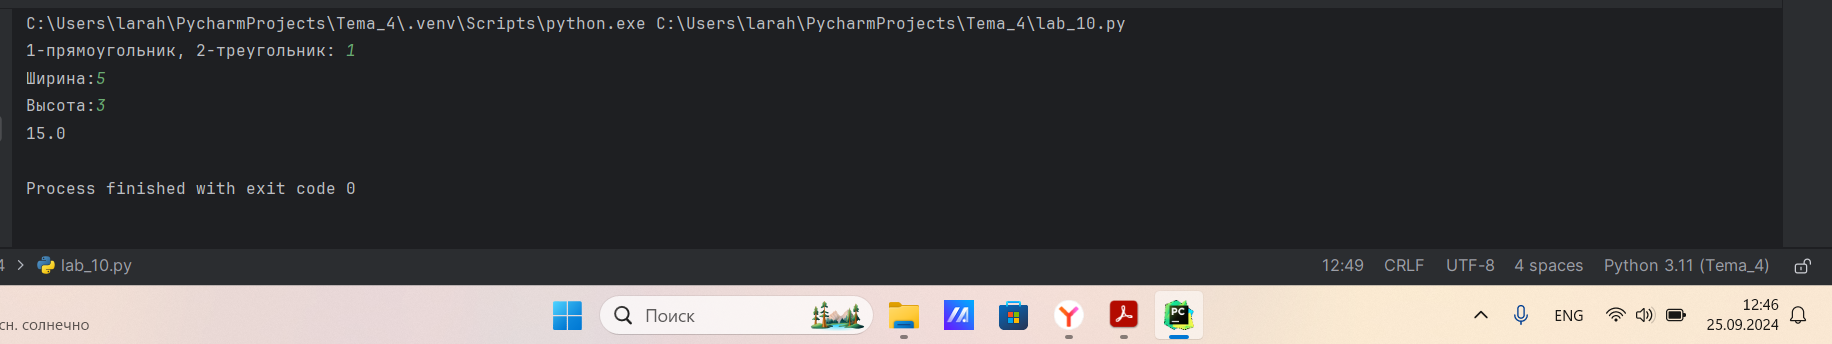 C:\Users\larah\PycharmProjects\Tema_4\.venv\Scripts\python.exe C:\Users\larah\PycharmProjects\Tema_4\lab_10.py
1-прямоугольник, 2-треугольник: 1
Ширина:5
Высота:3
15.0
Process finished with exit code 0
4 > lab_10.py 12:49 CRLF UTF-8 4 spaces Python 3.11 (Tema_4)
сн. солнечно Поиск PC ENG 12:46
25.09.2024